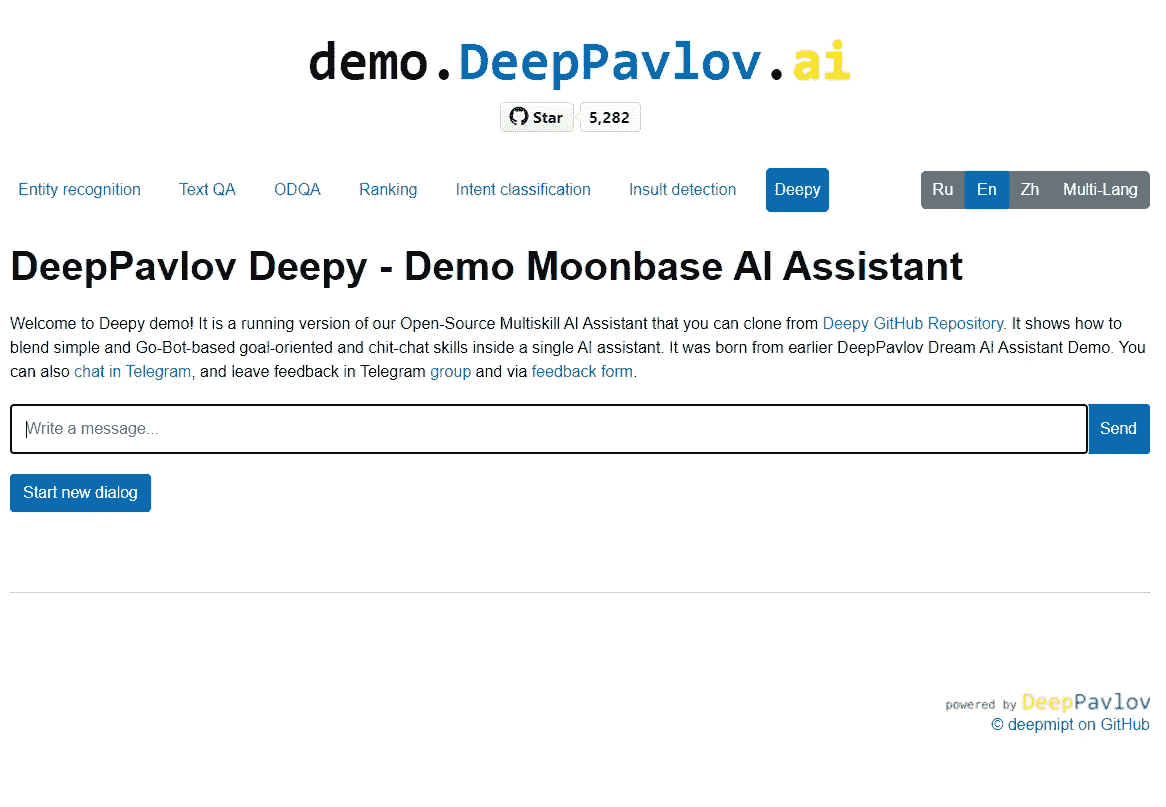 demo.DeepPavlov.ai
Star 5,282
Entity recognition Text QA ODQA Ranking Intent classification Insult detection Deepy Ru En Zh Multi-Lang
DeepPavlov Deepy - Demo Moonbase AI Assistant
Welcome to Deepy demo! It is a running version of our Open-Source Multiskill AI Assistant that you can clone from Deepy GitHub Repository. It shows how to
blend simple and Go-Bot-based goal-oriented and chit-chat skills inside a single AI assistant. It was born from earlier DeepPavlov Dream AI Assistant Demo. You
can also chat in Telegram, and leave feedback in Telegram group and via feedback form.
Write a message... Send
Start new dialog
powered by DeepPavlov
© deepmipt on GitHub